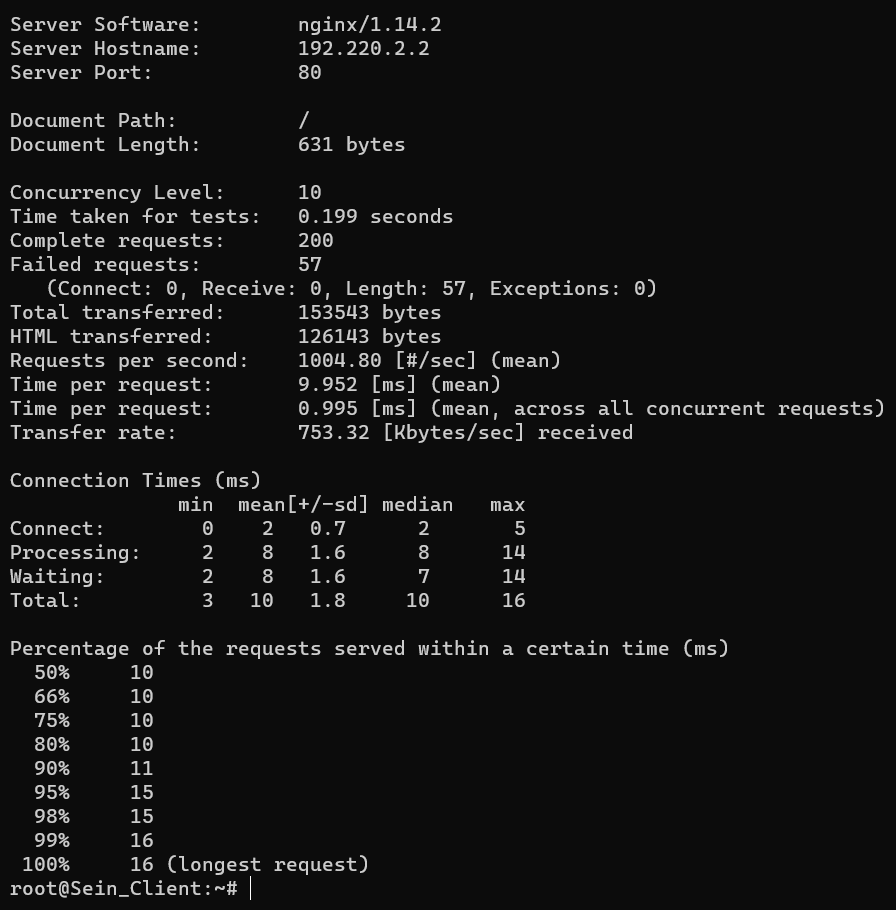 Server Software:        nginx/1.14.2
Server Hostname:        192.220.2.2
Server Port:            80

Document Path:          /
Document Length:        631 bytes

Concurrency Level:      10
Time taken for tests:   0.199 seconds
Complete requests:      200
Failed requests:        57
   (Connect: 0, Receive: 0, Length: 57, Exceptions: 0)
Total transferred:      153543 bytes
HTML transferred:       126143 bytes
Requests per second:    1004.80 [#/sec] (mean)
Time per request:       9.952 [ms] (mean)
Time per request:       0.995 [ms] (mean, across all concurrent requests)
Transfer rate:          753.32 [Kbytes/sec] received

Connection Times (ms)
              min  mean[+/-sd] median   max
Connect:        0    2   0.7      2       5
Processing:     2    8   1.6      8      14
Waiting:        2    8   1.6      7      14
Total:          3   10   1.8     10      16

Percentage of the requests served within a certain time (ms)
  50%     10
  66%     10
  75%     10
  80%     10
  90%     11
  95%     15
  98%     15
  99%     16
 100%     16 (longest request)
root@Sein_Client:~#